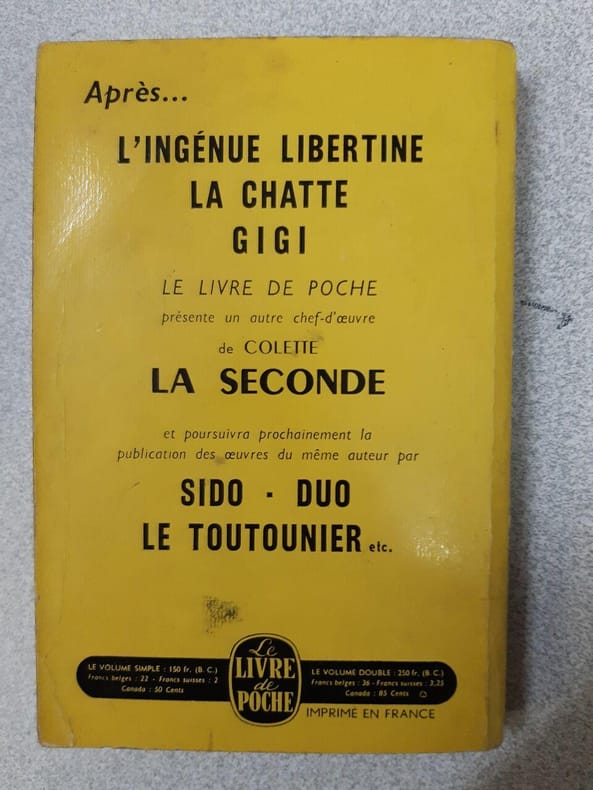 Après...
L'INGÉNUE LIBERTINE
LA CHATTE
GIGI
LE LIVRE DE POCHE
présente un autre chef-d'œuvre
de COLETTE
LA SECONDE
et poursuivra prochainement la
publication des œuvres du même auteur par
SIDO · DUO
LE TOUTOUNIER etc.
LE VOLUME SIMPLE : 150 fr. (B. C.)
Francs belges : 22 - Francs suisses : 2
Canada : 50 Cents
Le
LIVRE
de
POCHE
LE VOLUME DOUBLE : 250 fr. (B. C.)
Francs belges : 36 - Francs suisses : 3,25
Canada : 85 Cents
IMPRIMÉ EN FRANCE